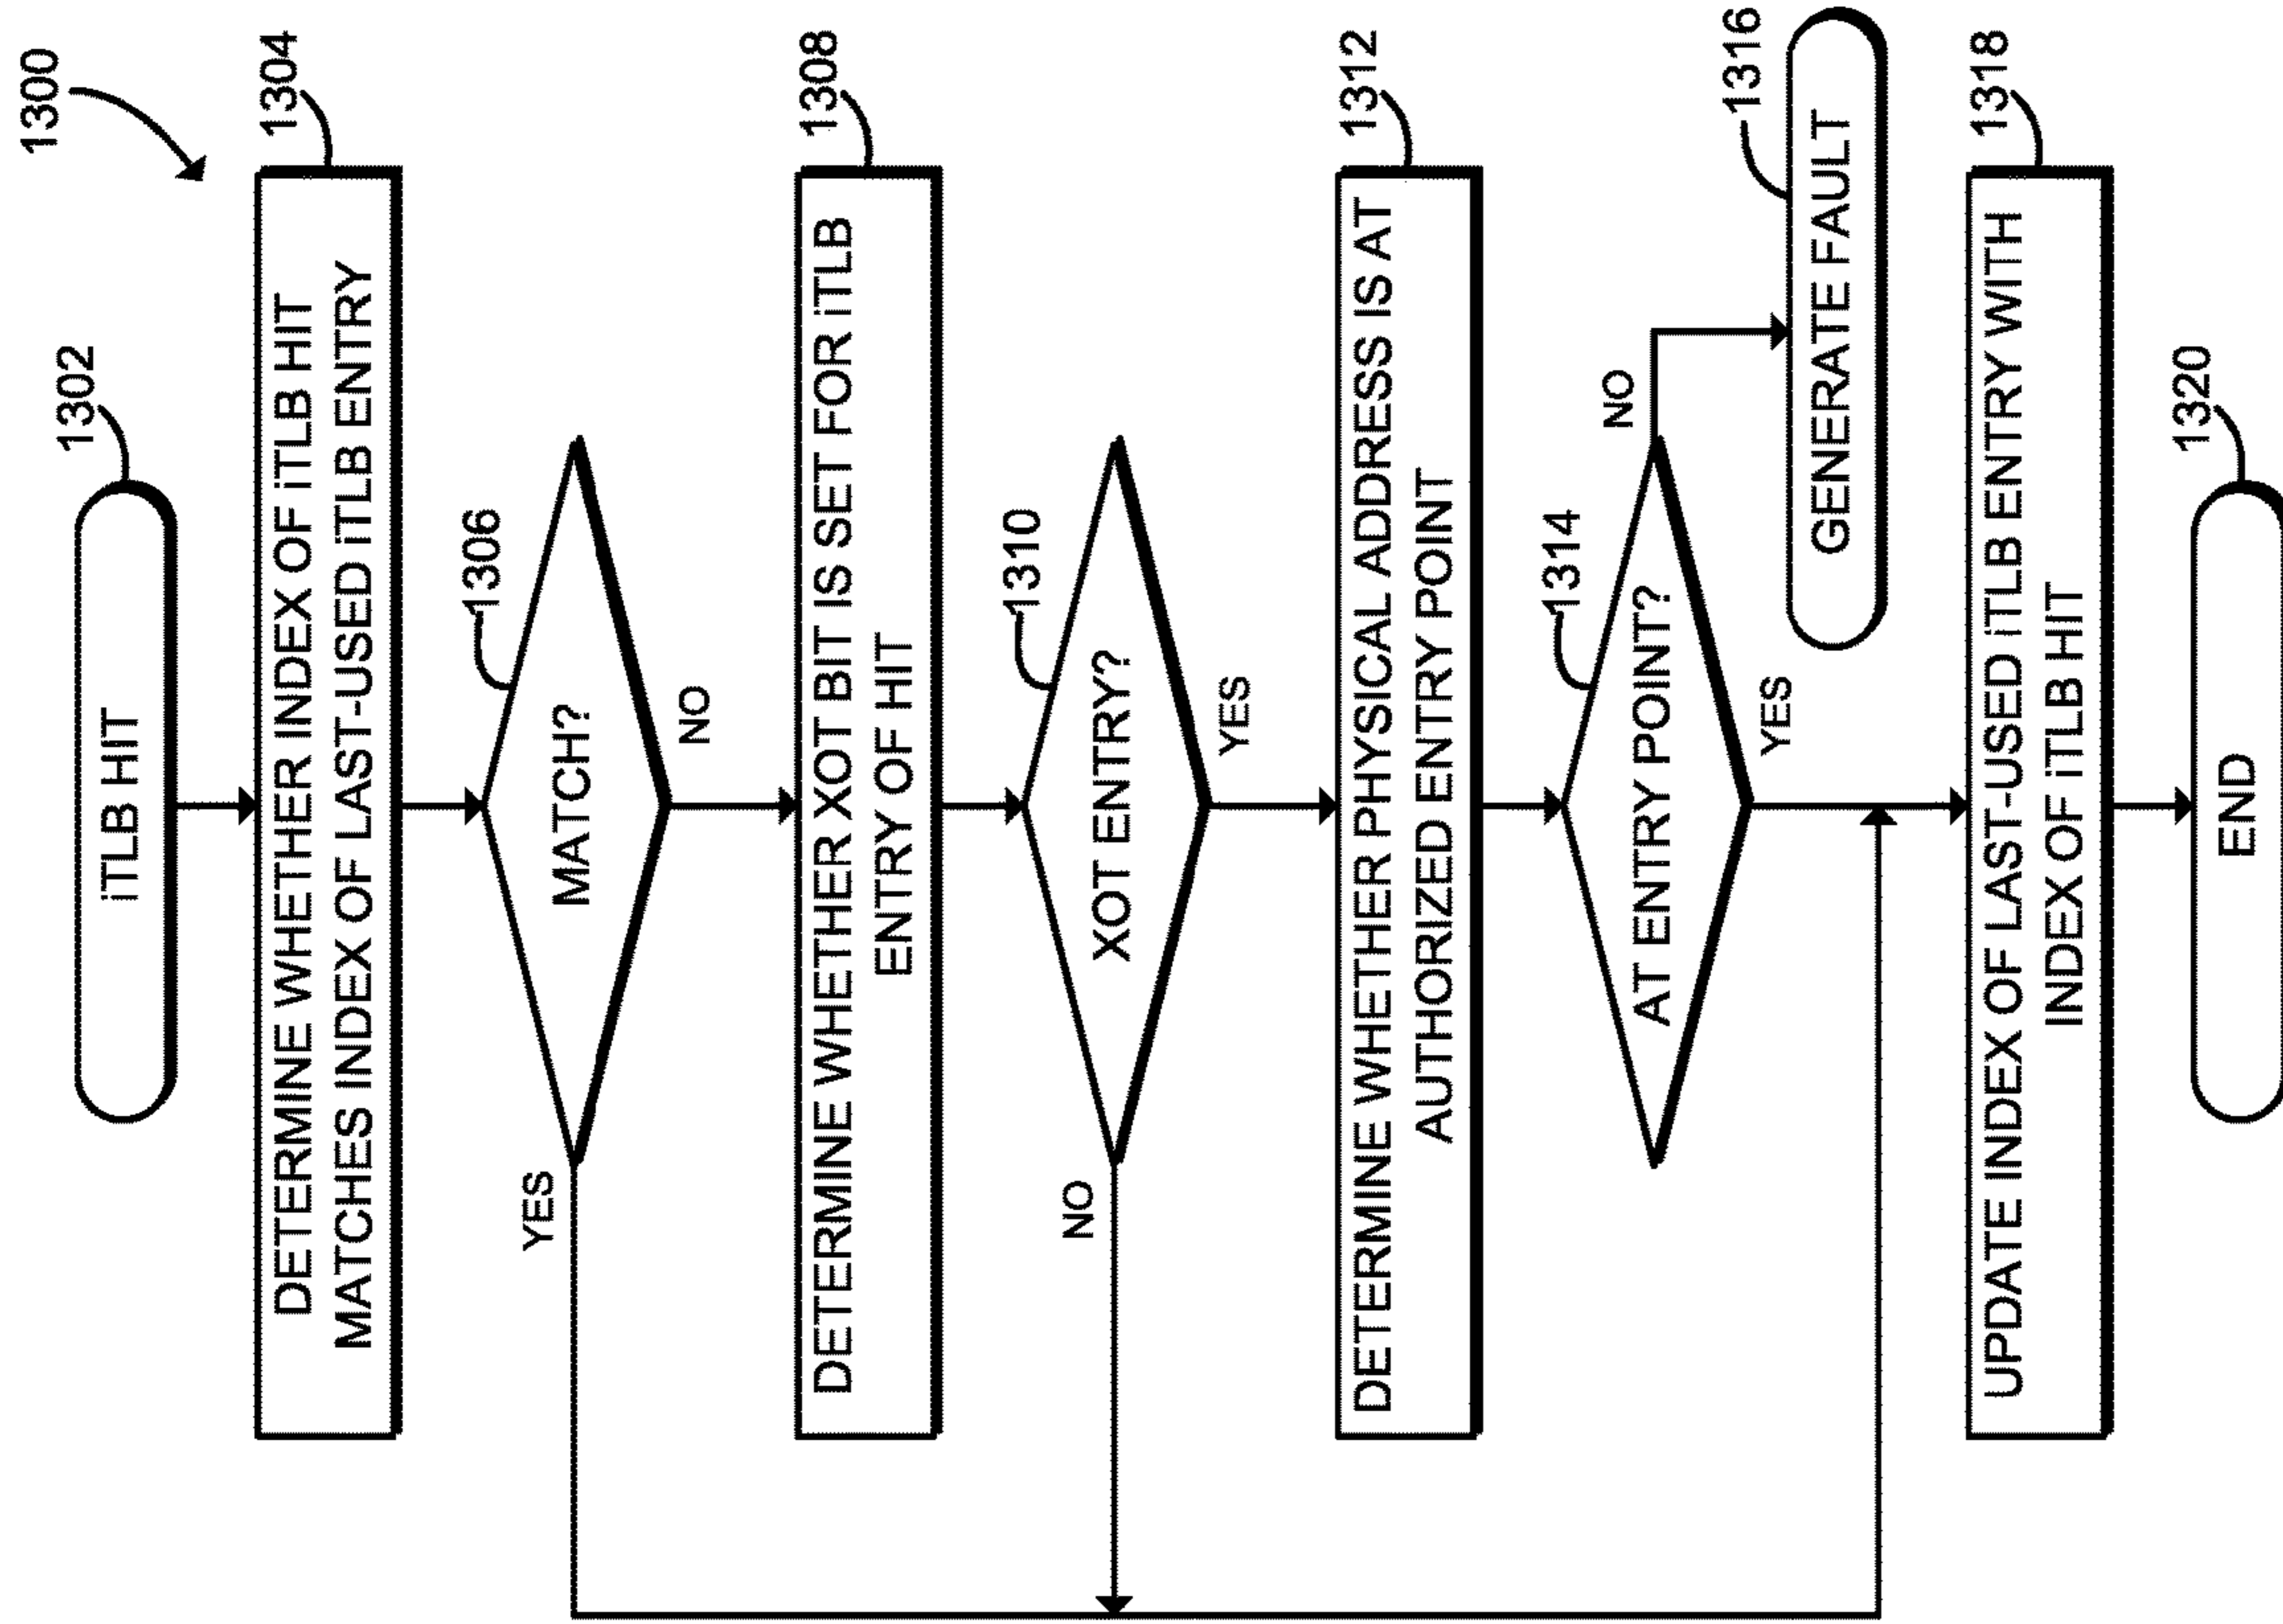 1300
iTLB HIT
1302
DETERMINE WHETHER INDEX OF iTLB HIT
MATCHES INDEX OF LAST-USED iTLB ENTRY
1304
MATCH?
1306
YES
NO
DETERMINE WHETHER XOT BIT IS SET FOR iTLB
ENTRY OF HIT
1308
XOT ENTRY?
1310
NO
YES
DETERMINE WHETHER PHYSICAL ADDRESS IS AT
AUTHORIZED ENTRY POINT
1312
AT ENTRY POINT?
1314
NO
YES
GENERATE FAULT
1316
UPDATE INDEX OF LAST-USED iTLB ENTRY WITH
INDEX OF iTLB HIT
1318
END
1320